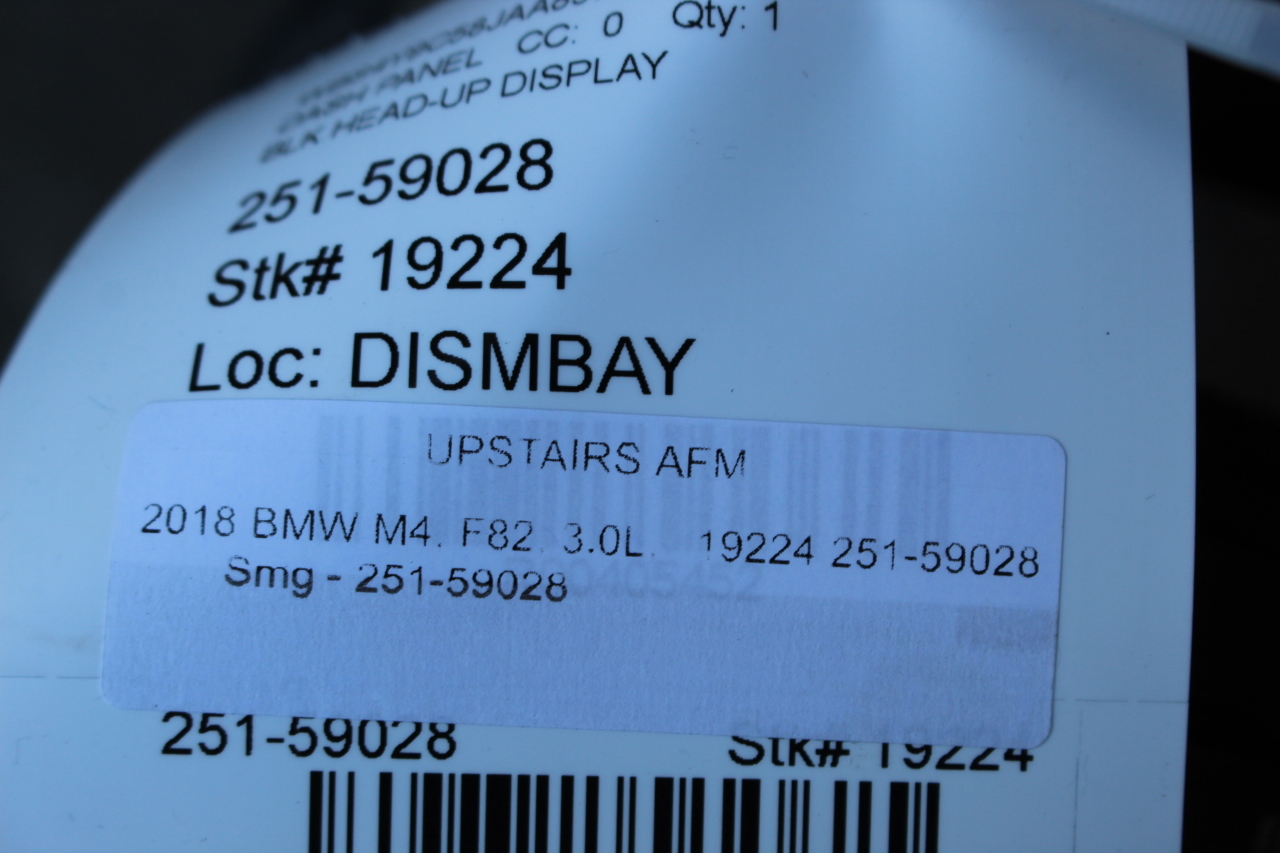 DASH PANEL CC: 0 Qty: 1
BLK HEAD-UP DISPLAY
251-59028
Stk# 19224
Loc: DISMBAY
UPSTAIRS AFM
2018 BMW M4. F82 3.0L 19224 251-59028
Smg - 251-59028
251-59028 Stk# 19224